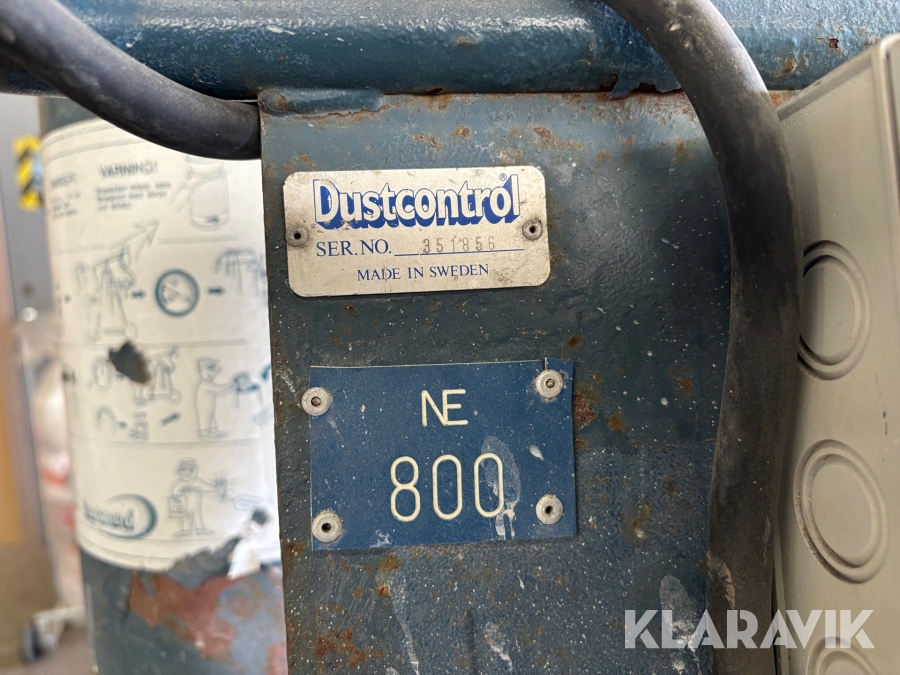 VARNING!
Dustcontrol
SER. NO. 351856
MADE IN SWEDEN
NE
800
KLARAVIK